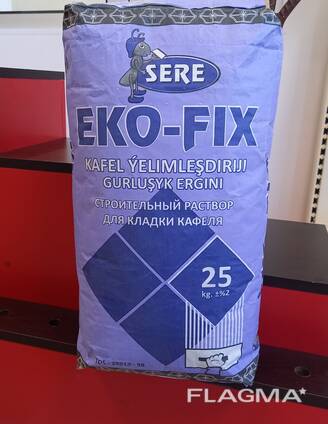 SERE
EKO-FIX
KAFEL ÝELIMLEŞDIRIJI
GURLUŞYK ERGINI
СТРОИТЕЛЬНЫЙ РАСТВОР
ДЛЯ КЛАДКИ КАФЕЛЯ
25
kg. ±%2
FLAGMA